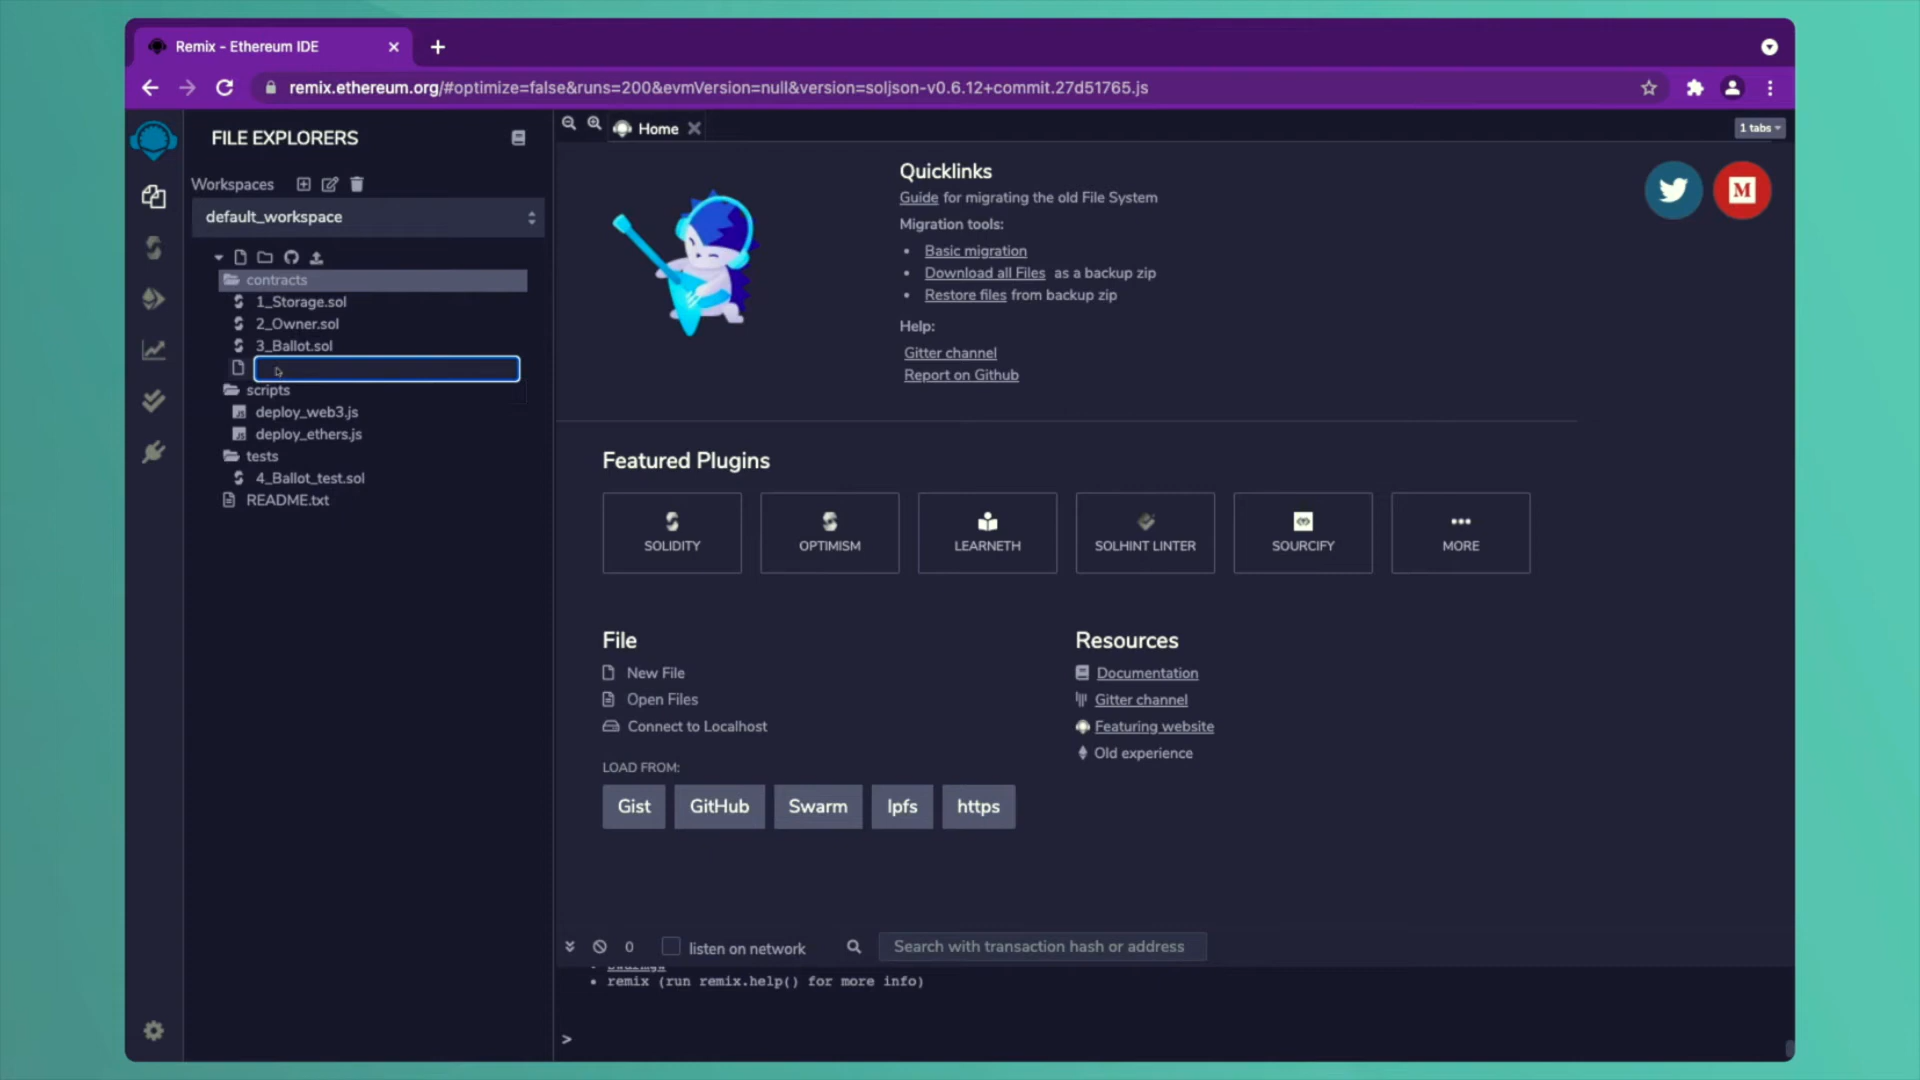 Remix - Ethereum IDE
remix.ethereum.org/#optimize=false&runs=200&evmVersion=null&version=soljson-v0.6.12+commit.27d51765.js
FILE EXPLORERS
Workspaces
default_workspace
contracts
1_Storage.sol
2_Owner.sol
3_Ballot.sol
scripts
deploy_web3.js
deploy_ethers.js
tests
4_Ballot_test.sol
README.txt
Home
1 tabs
Quicklinks
Guide for migrating the old File System
Migration tools:
• Basic migration
• Download all Files as a backup zip
• Restore files from backup zip
Help:
Gitter channel
Report on Github
M
Featured Plugins
SOLIDITY
OPTIMISM
LEARNETH
SOLHINT LINTER
SOURCIFY
MORE
File
New File
Open Files
Connect to Localhost
LOAD FROM:
Gist
GitHub
Swarm
Ipfs
https
Resources
Documentation
Gitter channel
Featuring website
Old experience
0
listen on network
Search with transaction hash or address
• remix (run remix.help() for more info)
>